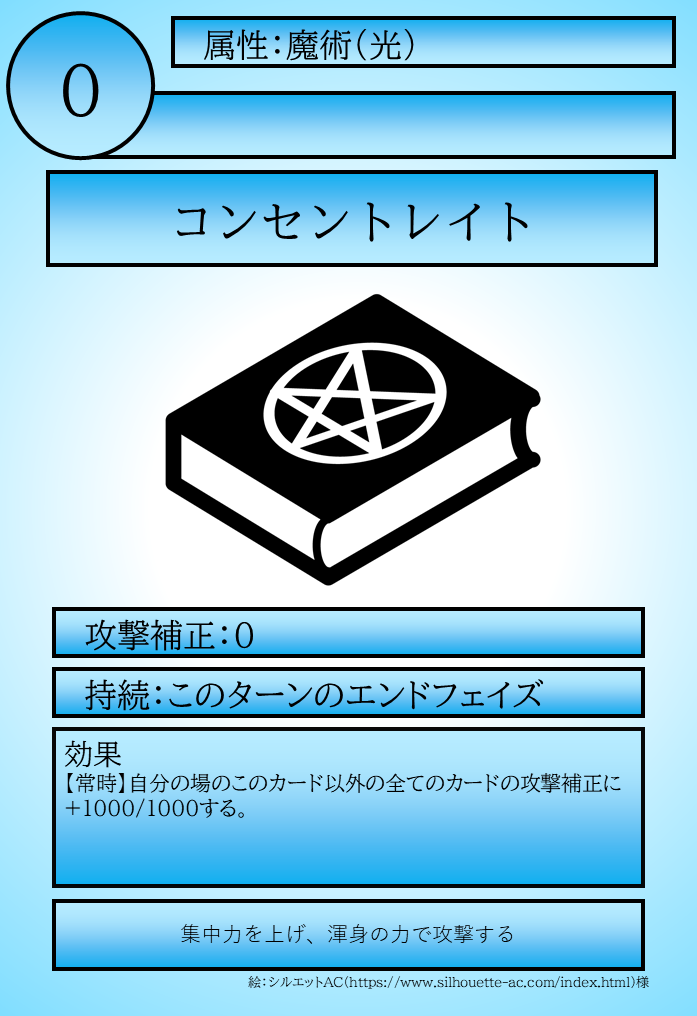 属性：魔術（光）
0
コンセントレイト
攻撃補正：0
持続：このターンのエンドフェイズ
効果
【常時】自分の場のこのカード以外の全てのカードの攻撃補正に
+1000/1000する。
集中力を上げ、渾身の力で攻撃する
絵：シルエットAC（https://www.silhouette-ac.com/index.html）様